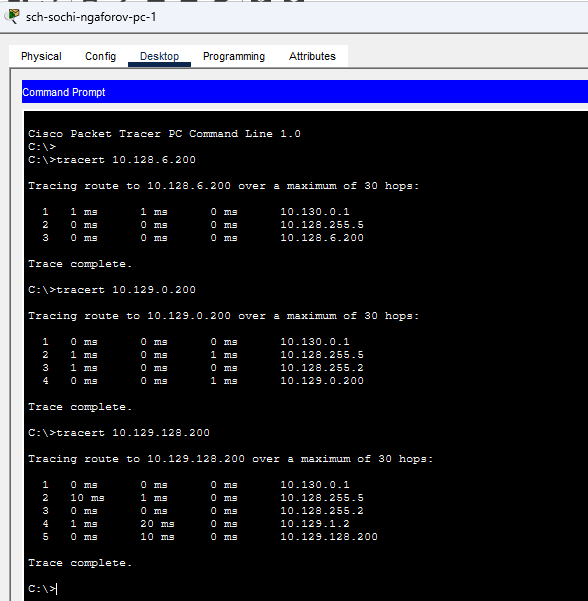 sch-sochi-ngaforov-pc-1
Physical Config Desktop Programming Attributes
Command Prompt
Cisco Packet Tracer PC Command Line 1.0
C:\>
C:\>tracert 10.128.6.200
Tracing route to 10.128.6.200 over a maximum of 30 hops:
1 1 ms 1 ms 0 ms 10.130.0.1
2 0 ms 0 ms 0 ms 10.128.255.5
3 0 ms 0 ms 0 ms 10.128.6.200
Trace complete.
C:\>tracert 10.129.0.200
Tracing route to 10.129.0.200 over a maximum of 30 hops:
1 0 ms 0 ms 0 ms 10.130.0.1
2 1 ms 0 ms 1 ms 10.128.255.5
3 1 ms 0 ms 0 ms 10.128.255.2
4 0 ms 0 ms 1 ms 10.129.0.200
Trace complete.
C:\>tracert 10.129.128.200
Tracing route to 10.129.128.200 over a maximum of 30 hops:
1 0 ms 0 ms 0 ms 10.130.0.1
2 10 ms 1 ms 0 ms 10.128.255.5
3 0 ms 0 ms 0 ms 10.128.255.2
4 1 ms 20 ms 0 ms 10.129.1.2
5 0 ms 10 ms 0 ms 10.129.128.200
Trace complete.
C:\>